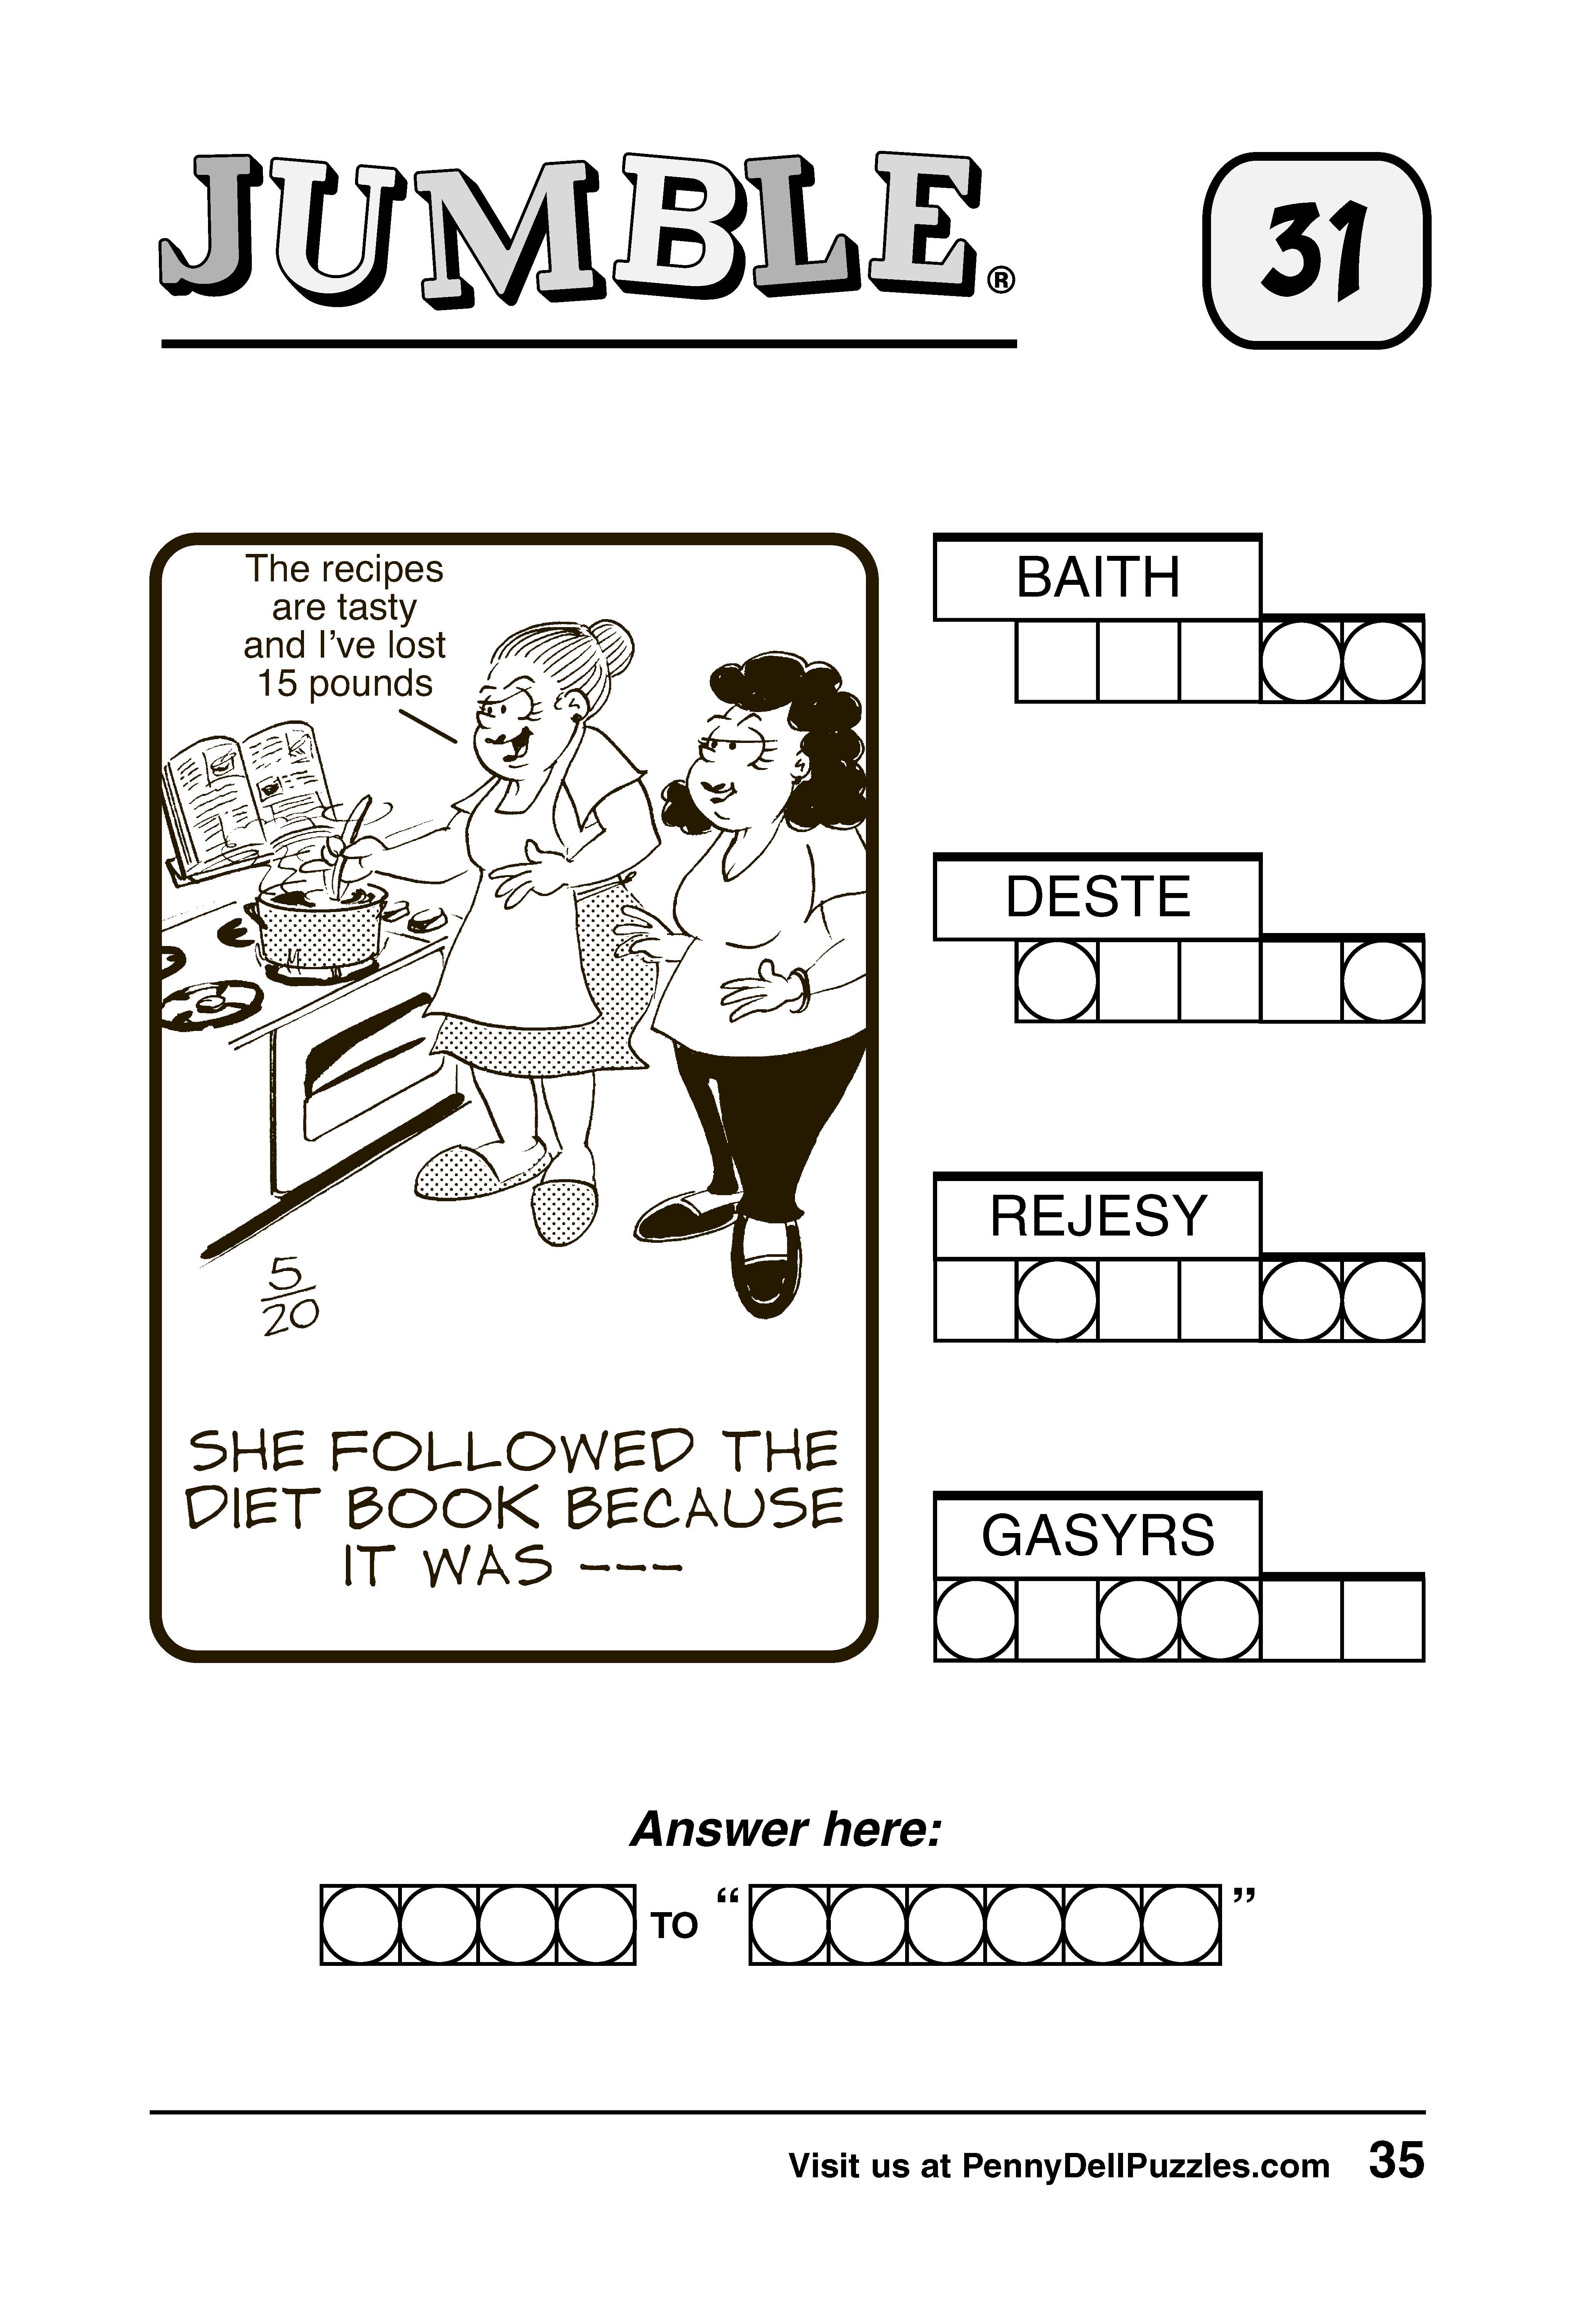 JUMBLE®
31
The recipes
are tasty
and I've lost
15 pounds
5
20
SHE FOLLOWED THE
DIET BOOK BECAUSE
IT WAS ---
BAITH
DESTE
REJESY
GASYRS
Answer here:
TO “ ”
Visit us at PennyDellPuzzles.com 35